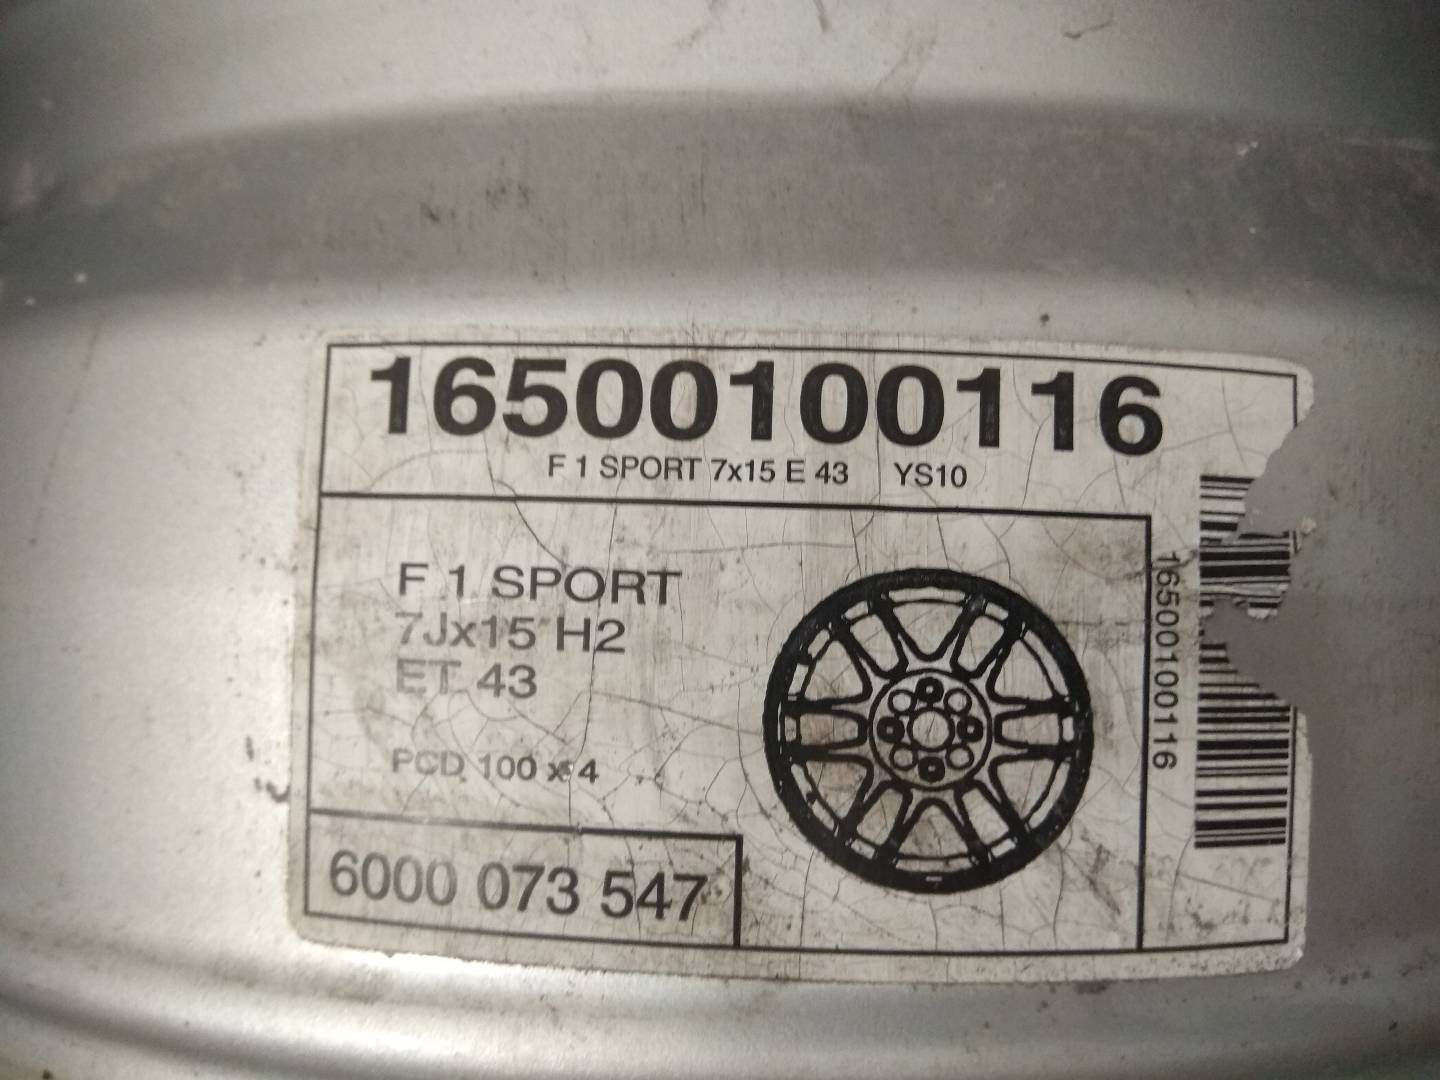 16500100116
F 1 SPORT 7x15 E 43 YS10
F 1 SPORT
7Jx15 H2
ET 43
PCD 100 x 4
6000 073 547
16500100116